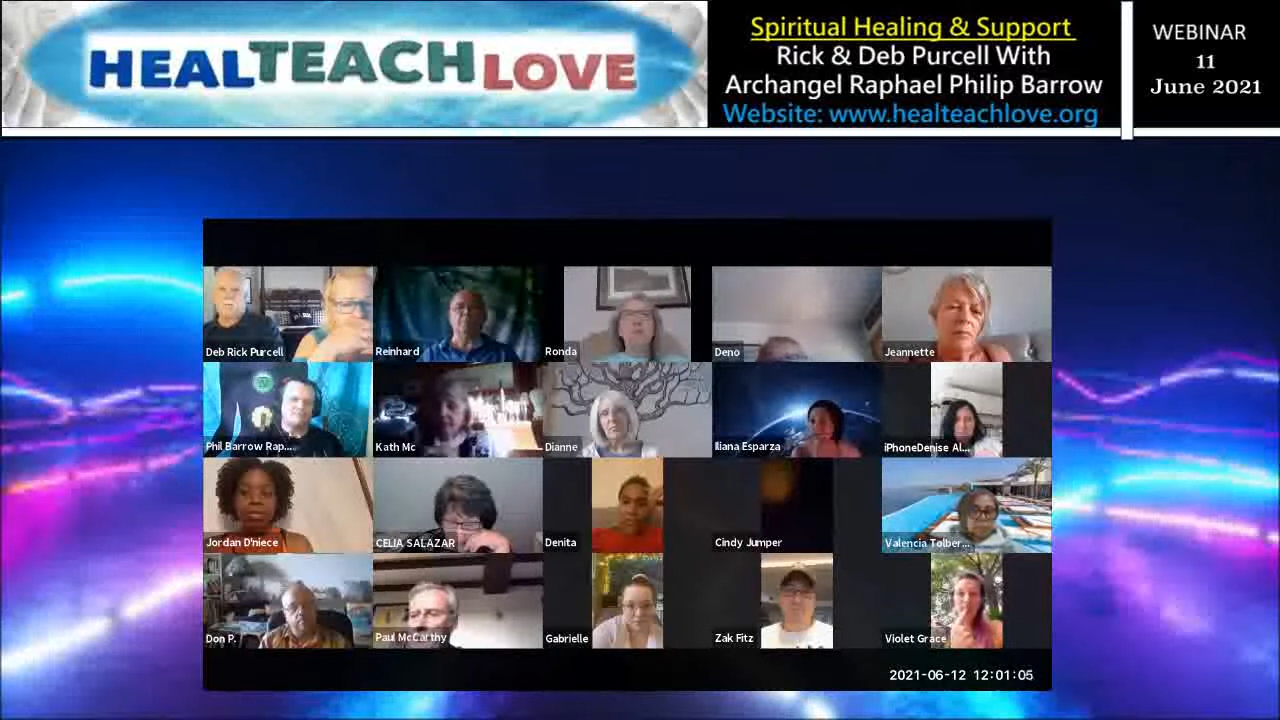 HEALTEACHLOVE
Spiritual Healing & Support
Rick & Deb Purcell With
Archangel Raphael Philip Barrow
Website: www.healteachlove.org
WEBINAR
11
June 2021
Deb Rick Purcell
Reinhard
Ronda
Deno
Jeannette
Phil Barrow Rap...
Kath Mc
Dianne
Iliana Esparza
iPhoneDenise Al...
Jordan D'niece
CELIA SALAZAR
Denita
Cindy Jumper
Valencia Tolber...
Don P.
Paul McCarthy
Gabrielle
Zak Fitz
Violet Grace
2021-06-12 12:01:05